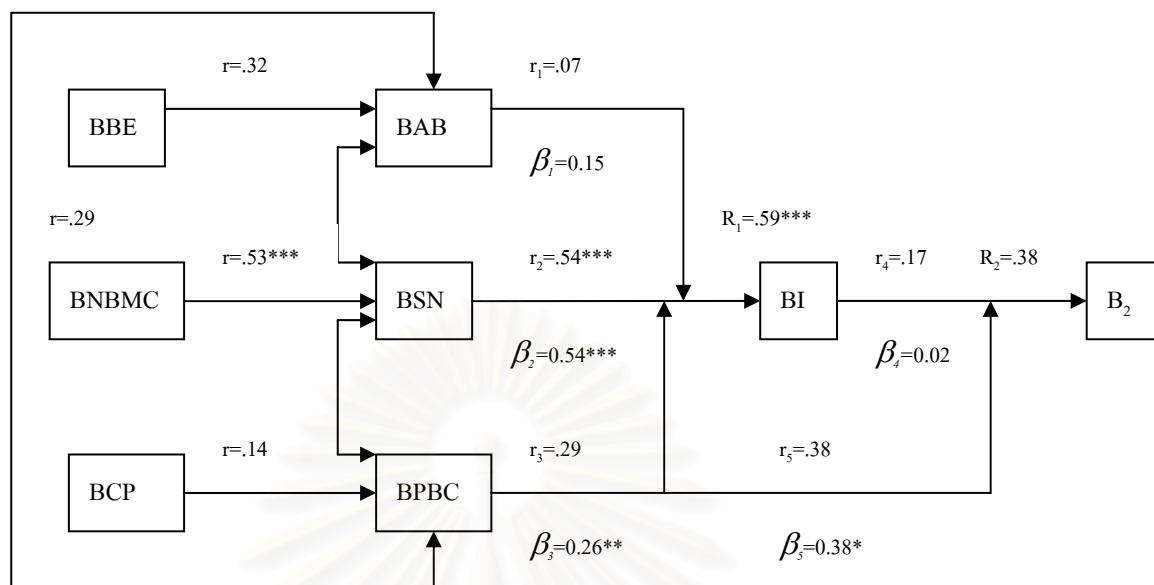 r=.32
r₁=.07
BBE
BAB
β₁=0.15
r=.29
R₁=.59***
r=.53***
r₂=.54***
r₄=.17
R₂=.38
BNBMC
BSN
BI
B₂
β₂=0.54***
β₄=0.02
r=.14
r₃=.29
r₅=.38
BCP
BPBC
β₃=0.26**
β₅=0.38*